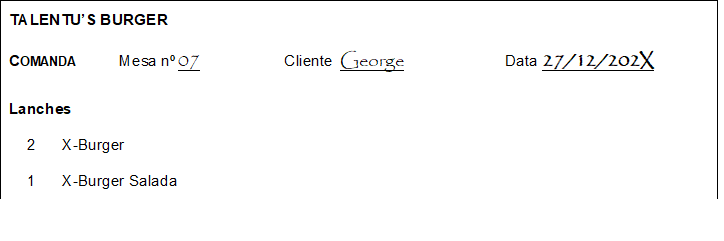 TALENTU'S BURGER
COMANDA Mesa nº 07 Cliente George Data 27/12/202X
Lanches
2 X-Burger
1 X-Burger Salada